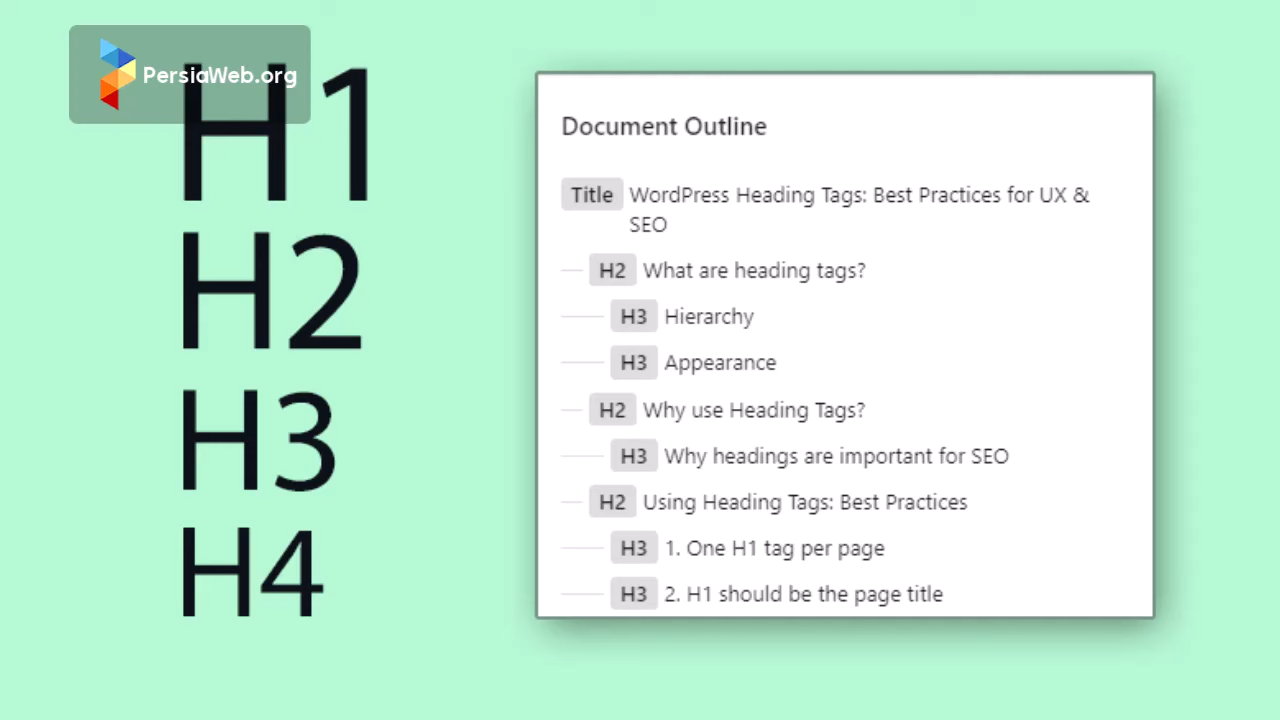 PersiaWeb.org
H1
H2
H3
H4
Document Outline
Title WordPress Heading Tags: Best Practices for UX &
SEO
H2 What are heading tags?
H3 Hierarchy
H3 Appearance
H2 Why use Heading Tags?
H3 Why headings are important for SEO
H2 Using Heading Tags: Best Practices
H3 1. One H1 tag per page
H3 2. H1 should be the page title